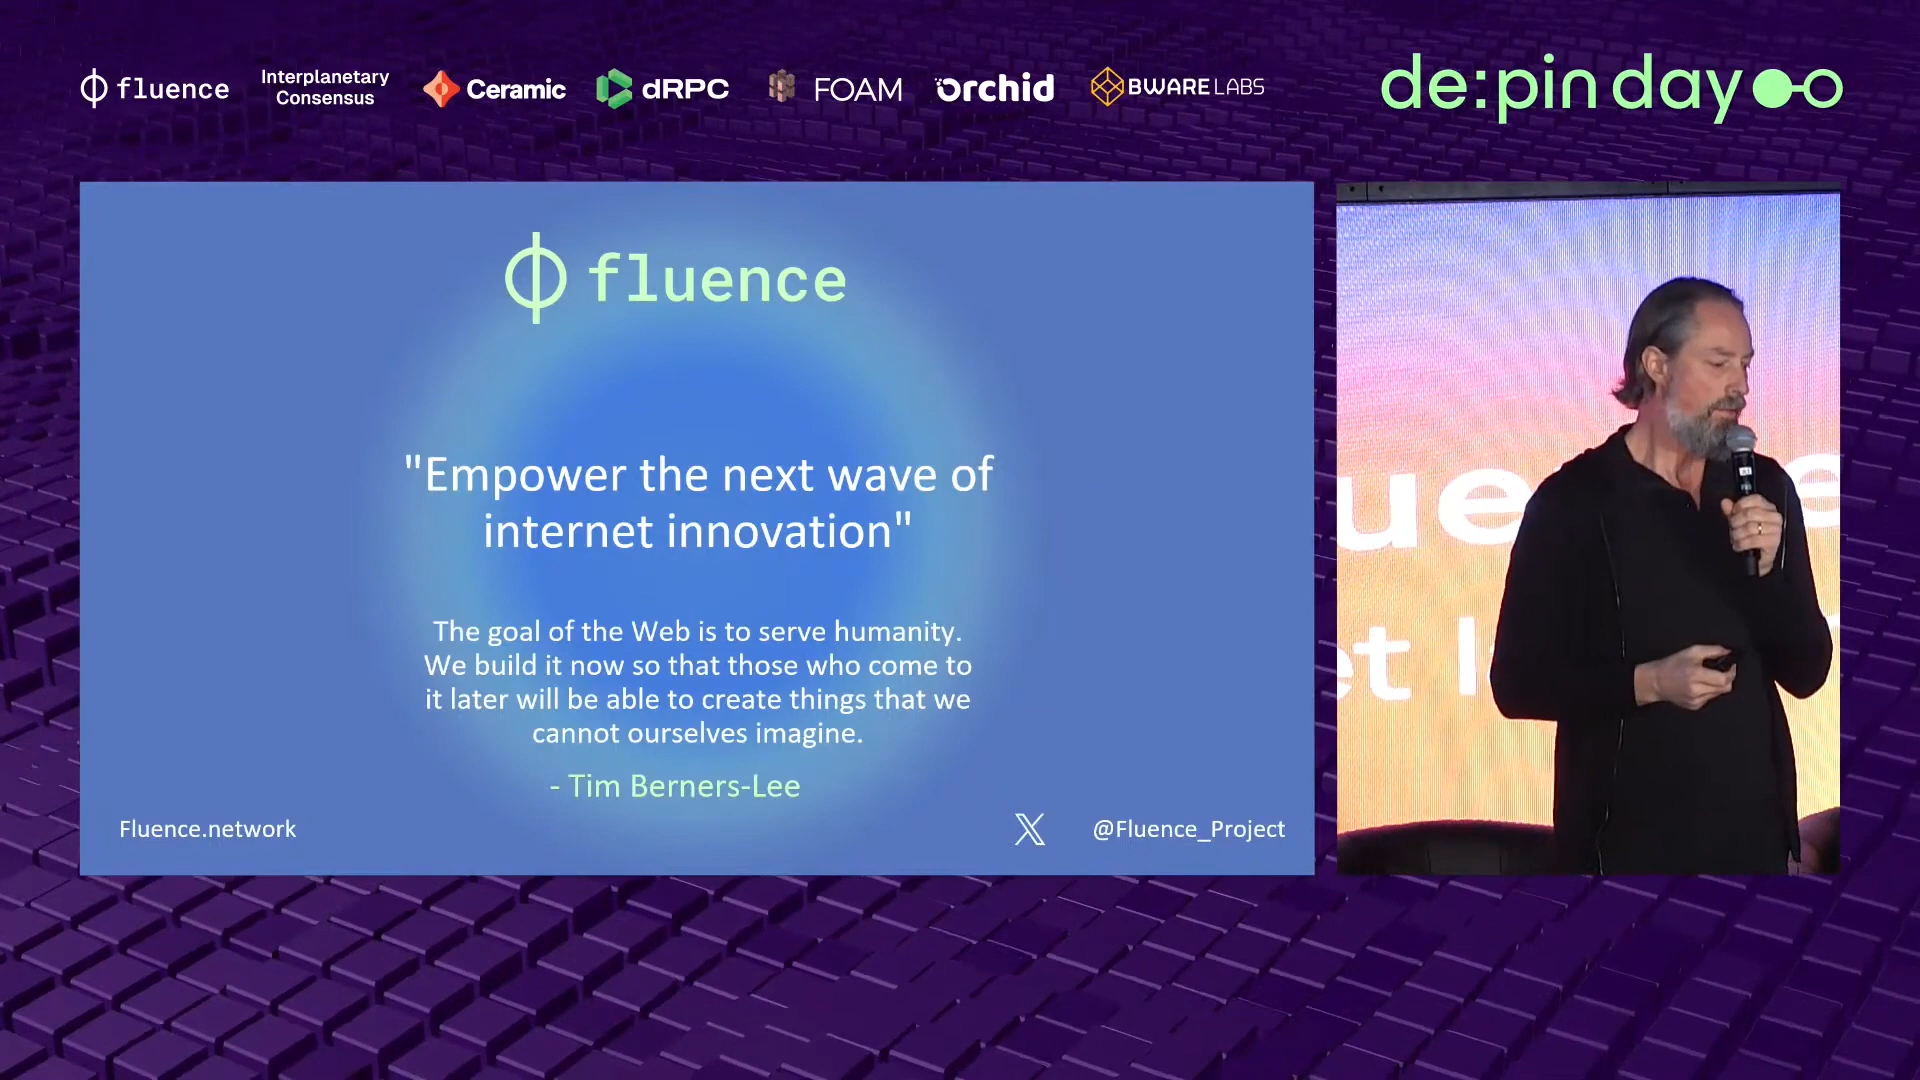 fluence
Interplanetary
Consensus
Ceramic
dRPC
FOAM
orchid
BWARE LABS
de:pin day
fluence
"Empower the next wave of
internet innovation"
The goal of the Web is to serve humanity.
We build it now so that those who come to
it later will be able to create things that we
cannot ourselves imagine.
- Tim Berners-Lee
Fluence.network
@Fluence_Project